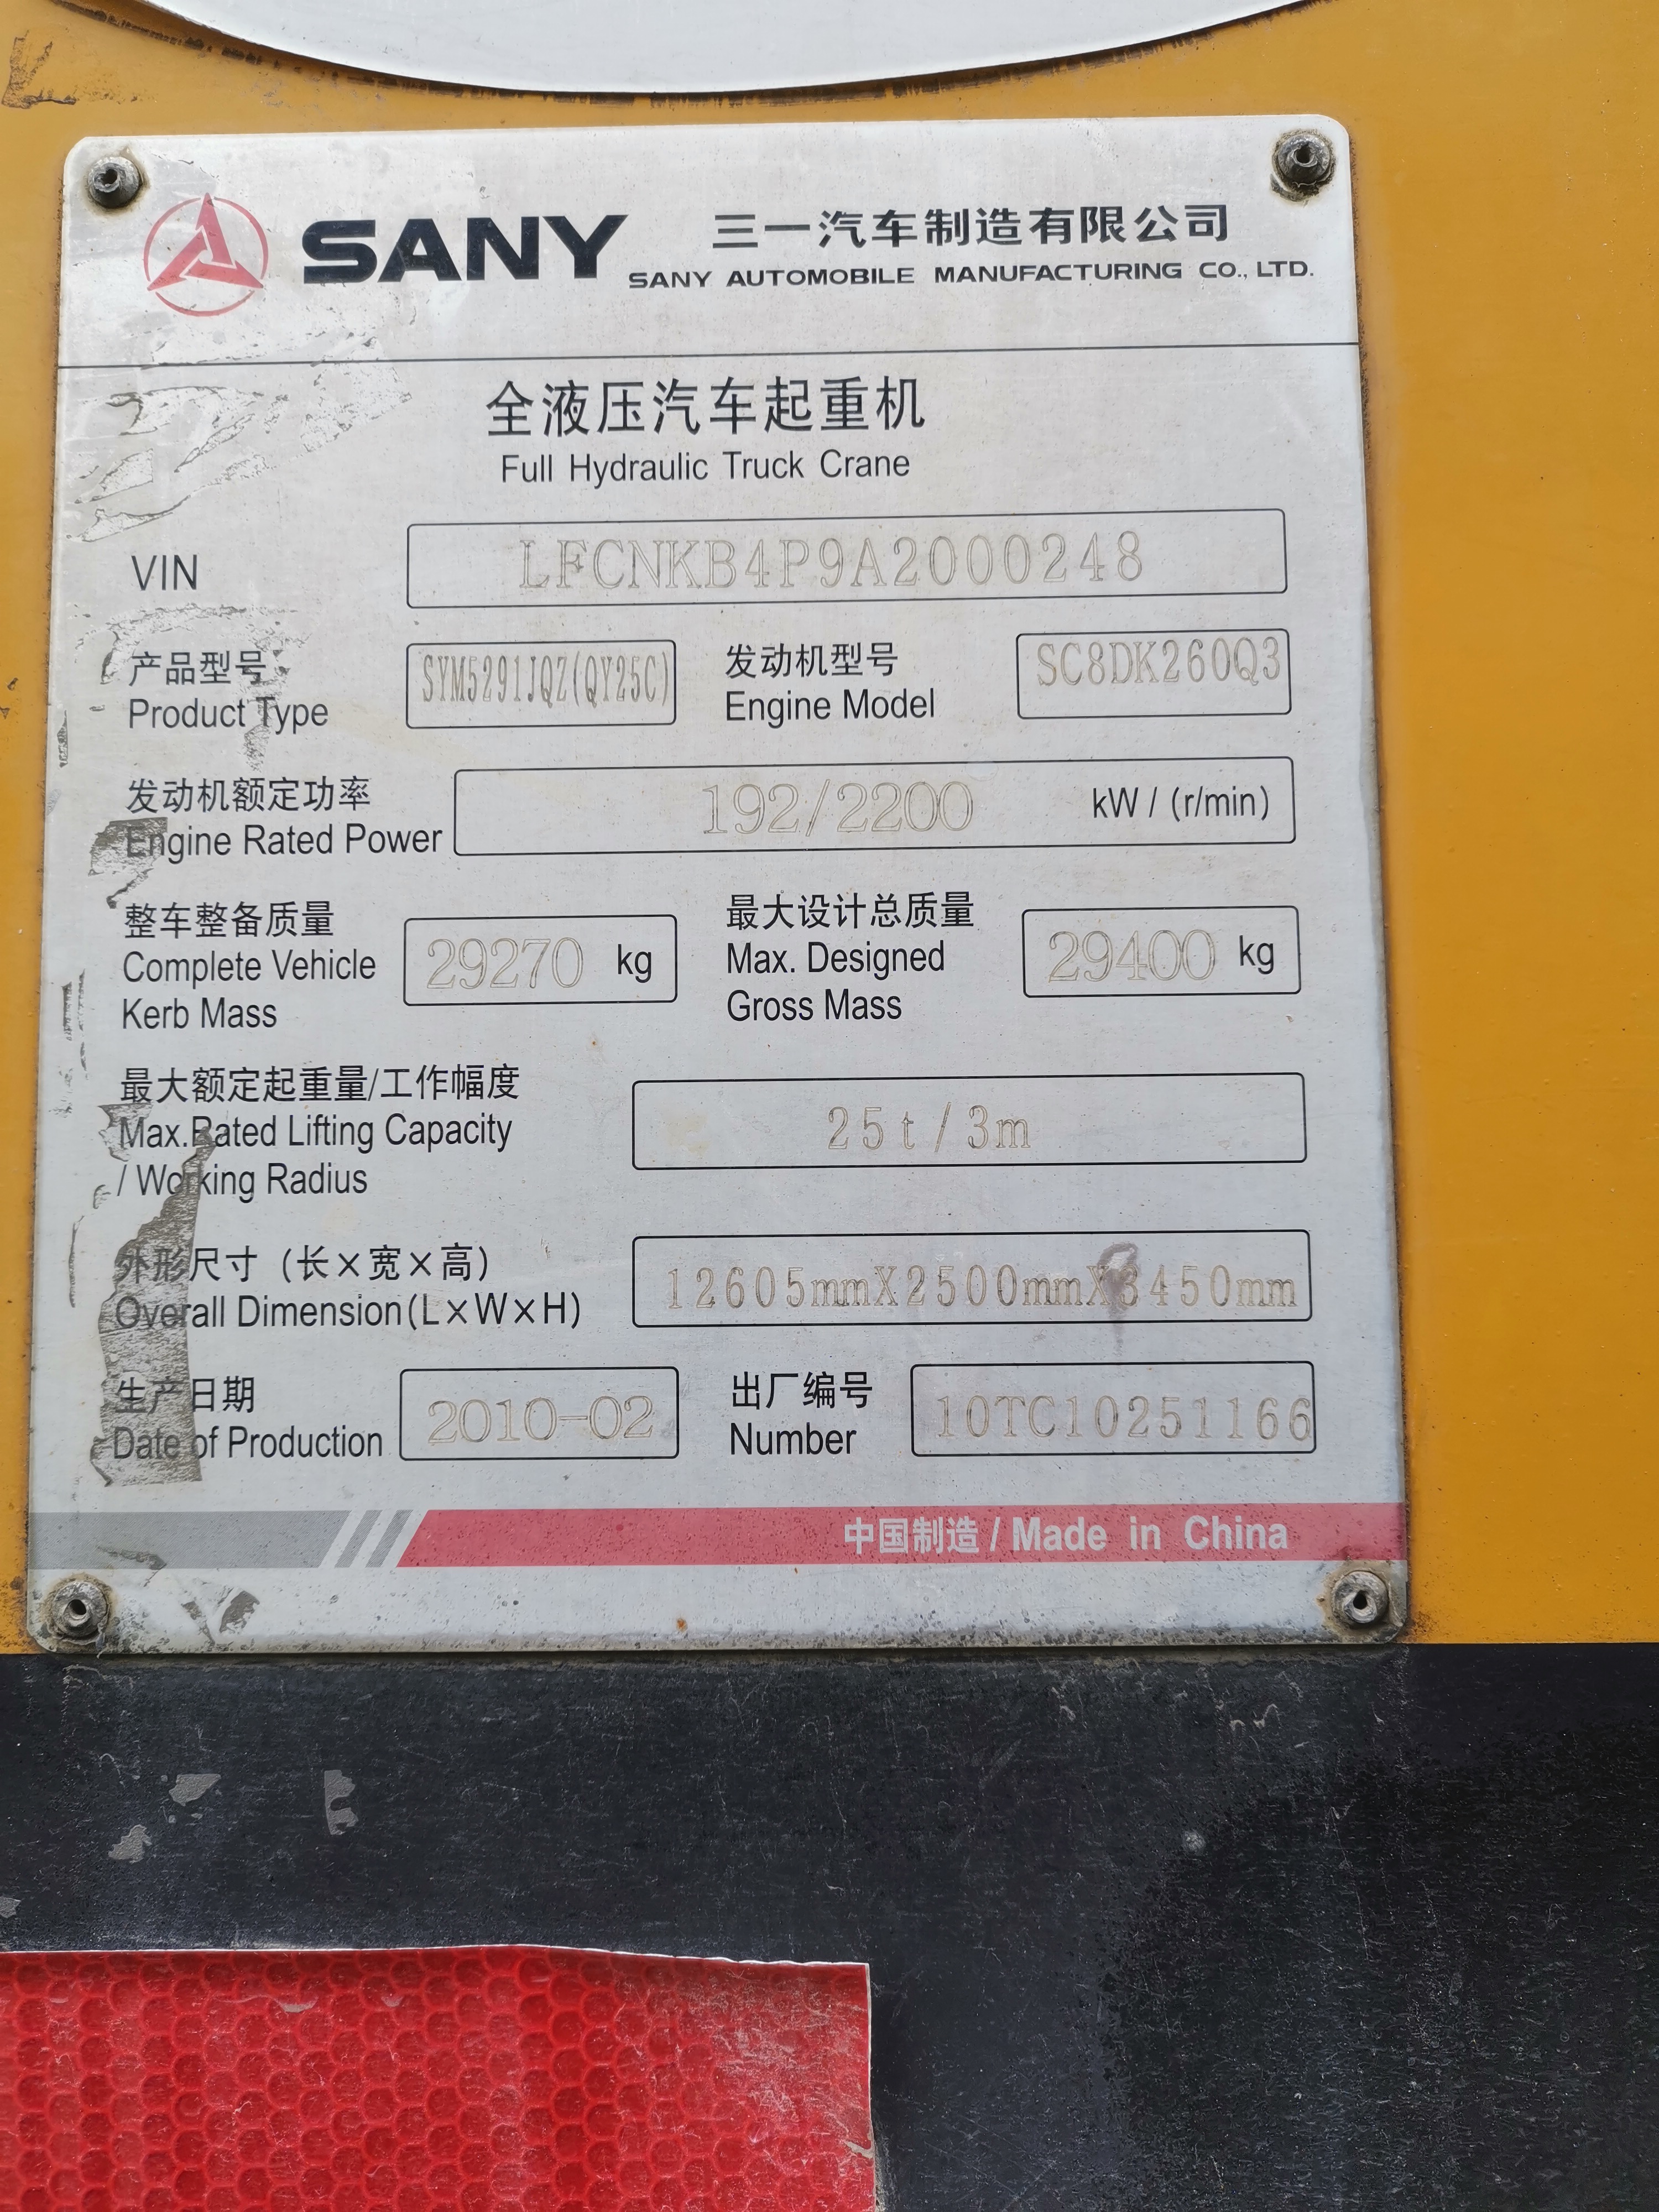 SANY 三一汽车制造有限公司
SANY AUTOMOBILE MANUFACTURING CO., LTD.
全液压汽车起重机
Full Hydraulic Truck Crane
VIN LFCNKB4P9A2000248
产品型号
Product Type SYM5291JQZ(QY25C)
发动机型号
Engine Model SC8DK260Q3
发动机额定功率
Engine Rated Power 192/2200 kW / (r/min)
整车整备质量
Complete Vehicle
Kerb Mass 29270 kg
最大设计总质量
Max. Designed
Gross Mass 29400 kg
最大额定起重量/工作幅度
Max.Rated Lifting Capacity
/ Working Radius 25t/3m
外形尺寸 (长×宽×高)
Overall Dimension(L×W×H) 12605mmX2500mmX3450mm
生产日期
Date of Production 2010-02
出厂编号
Number 10TC10251166
中国制造 / Made in China